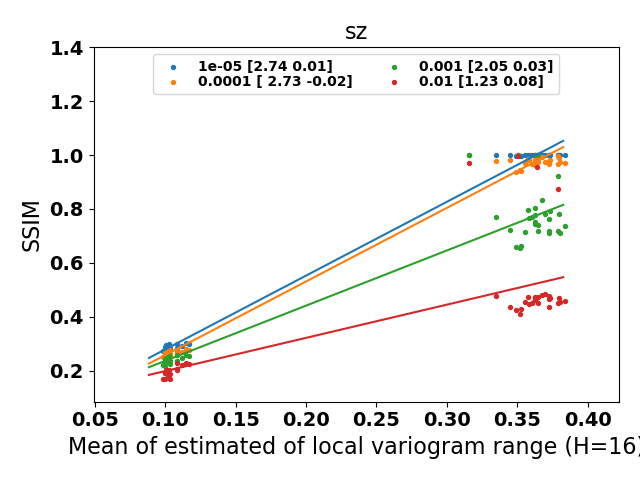 sz
1e-05 [2.74 0.01]
0.0001 [ 2.73 -0.02]
0.001 [2.05 0.03]
0.01 [1.23 0.08]
1.4
1.2
1.0
0.8
0.6
0.4
0.2
SSIM
0.05 0.10 0.15 0.20 0.25 0.30 0.35 0.40
Mean of estimated of local variogram range (H=16)